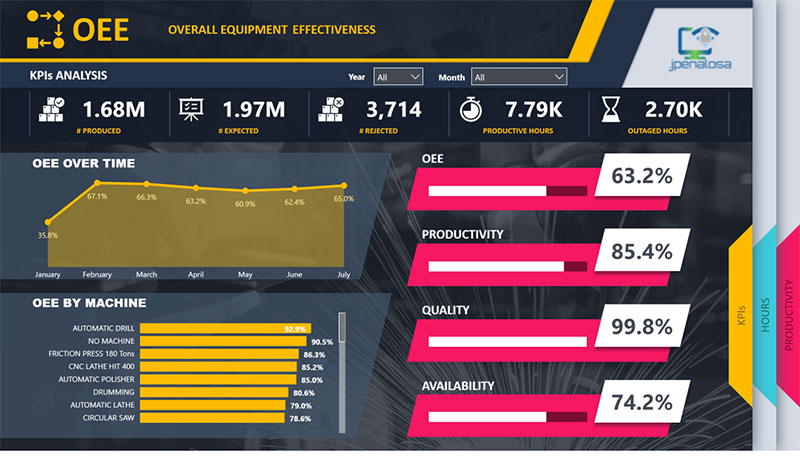 OEE
OVERALL EQUIPMENT EFFECTIVENESS
jpenalosa
KPIs ANALYSIS
Year All Month All
1.68M 1.97M 3,714 7.79K 2.70K
# PRODUCED # EXPECTED # REJECTED PRODUCTIVE HOURS OUTAGED HOURS
OEE OVER TIME
35.8% 67.1% 66.3% 63.2% 60.9% 62.4% 65.0%
January February March April May June July
OEE BY MACHINE
AUTOMATIC DRILL 92.9%
NO MACHINE 90.5%
FRICTION PRESS 180 Tons 86.3%
CNC LATHE HIT 400 85.2%
AUTOMATIC POLISHER 85.0%
DRUMMING 80.6%
AUTOMATIC LATHE 79.0%
CIRCULAR SAW 78.6%
OEE
63.2%
PRODUCTIVITY
85.4%
QUALITY
99.8%
AVAILABILITY
74.2%
KPIs
HOURS
PRODUCTIVITY